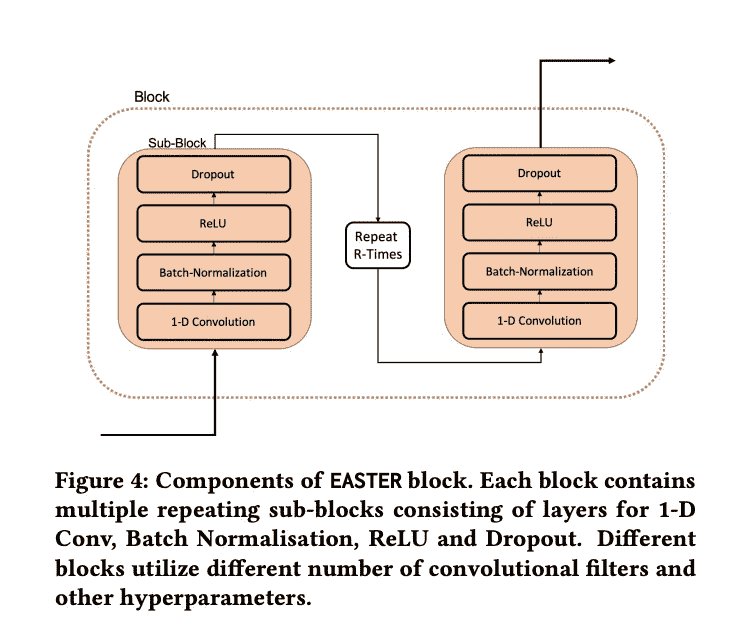 Block
Sub-Block
Dropout
ReLU
Batch-Normalization
1-D Convolution
Repeat
R-Times
Dropout
ReLU
Batch-Normalization
1-D Convolution
Figure 4: Components of EASTER block. Each block contains
multiple repeating sub-blocks consisting of layers for 1-D
Conv, Batch Normalisation, ReLU and Dropout. Different
blocks utilize different number of convolutional filters and
other hyperparameters.